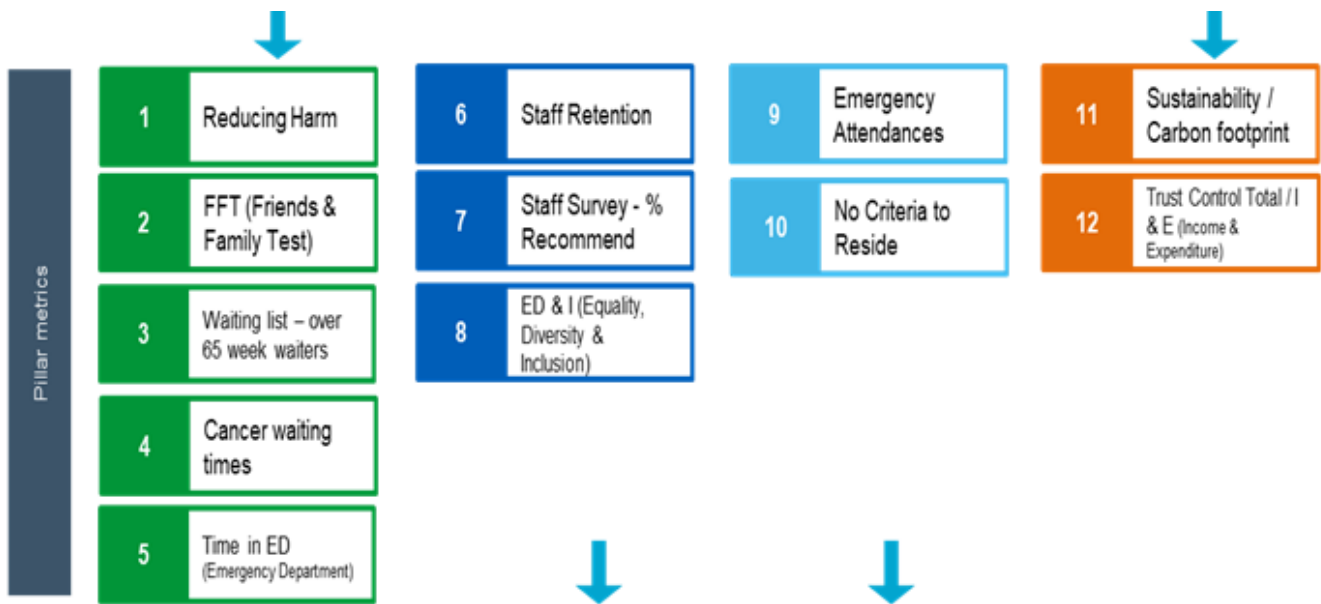 Pillar metrics
1
Reducing Harm
2
FFT (Friends &
Family Test)
3
Waiting list – over
65 week waiters
4
Cancer waiting
times
5
Time in ED
(Emergency Department)
6
Staff Retention
7
Staff Survey - %
Recommend
8
ED & I (Equality,
Diversity &
Inclusion)
9
Emergency
Attendances
10
No Criteria to
Reside
11
Sustainability /
Carbon footprint
12
Trust Control Total / I
& E (Income &
Expenditure)